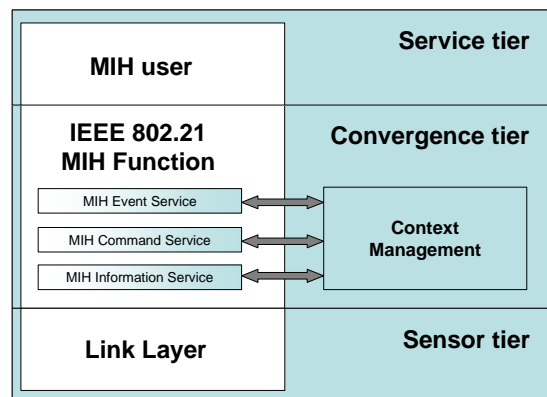 Service tier
MIH user
IEEE 802.21
MIH Function
Convergence tier
MIH Event Service
MIH Command Service
MIH Information Service
Context
Management
Link Layer
Sensor tier